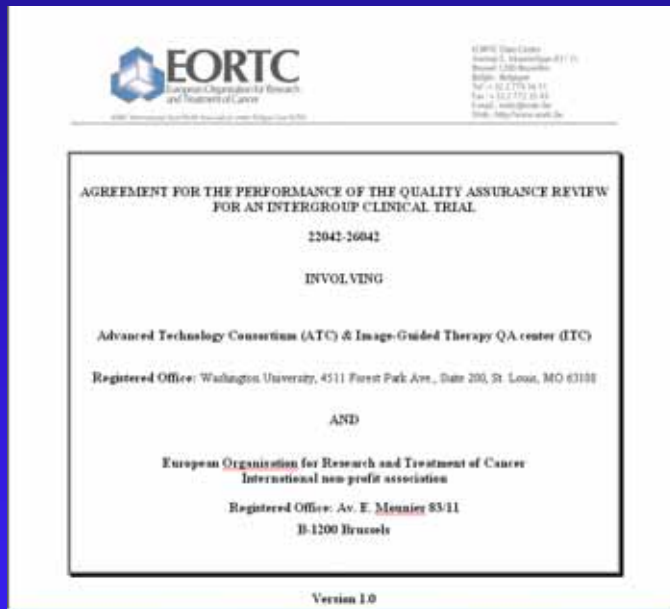 EORTC
European Organisation for Research
and Treatment of Cancer
AGREEMENT FOR THE PERFORMANCE OF THE QUALITY ASSURANCE REVIEW
FOR AN INTERGROUP CLINICAL TRIAL
22042-26042
INVOLVING
Advanced Technology Consortium (ATC) & Image-Guided Therapy QA center (ITC)
Registered Office: Washington University, 4511 Forest Park Ave., Suite 200, St. Louis, MO 63108
AND
European Organisation for Research and Treatment of Cancer
International non-profit association
Registered Office: Av. E. Mounier 83/11
B-1200 Brussels
Version 1.0